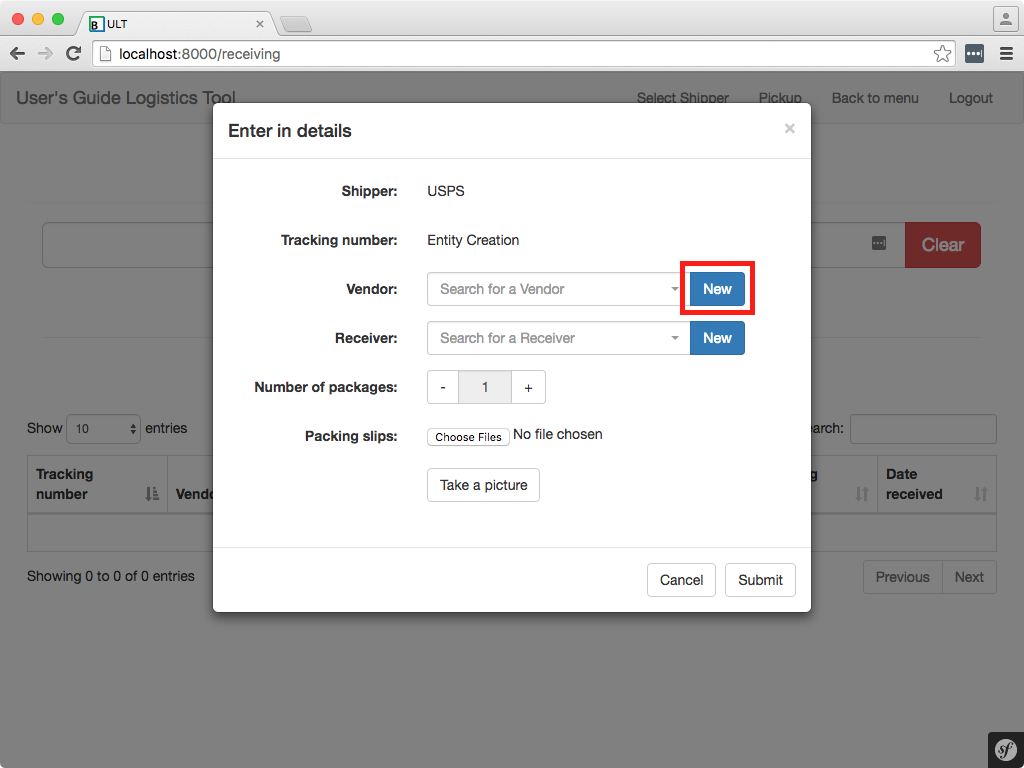 B ULT
localhost:8000/receiving
User's Guide Logistics Tool
Select Shipper Pickup Back to menu Logout
Enter in details
×
Shipper: USPS
Tracking number: Entity Creation
Clear
Vendor: Search for a Vendor New
Receiver: Search for a Receiver New
Number of packages: - 1 +
Show 10 entries
arch:
Packing slips: Choose Files No file chosen
Tracking number
Vendo
g
Date received
Take a picture
Showing 0 to 0 of 0 entries
Previous Next
Cancel Submit
sf